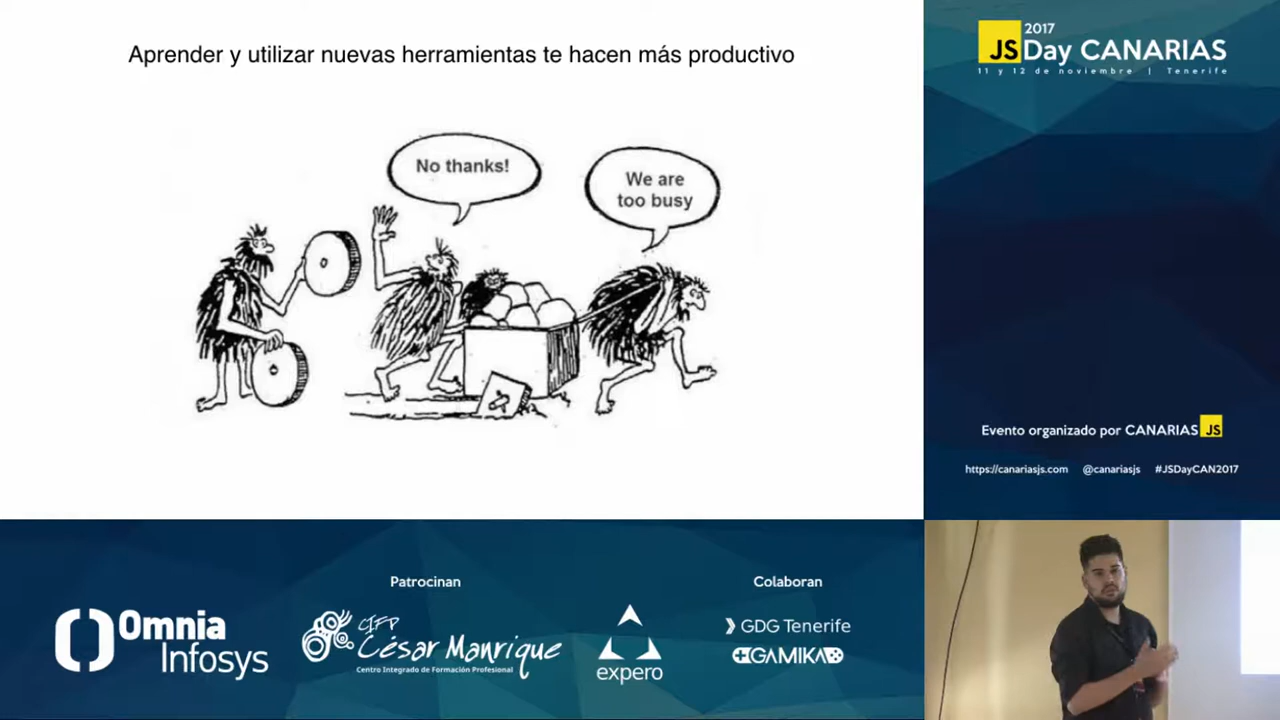 Aprender y utilizar nuevas herramientas te hacen más productivo
No thanks!
We are
too busy
2017
JS Day CANARIAS
11 y 12 de noviembre | Tenerife
Evento organizado por CANARIAS JS
https://canariasjs.com @canariasjs #JSDayCAN2017
Patrocinan
Omnia
Infosys
CIFP
César Manrique
Centro Integrado de Formación Profesional
expero
Colaboran
GDG Tenerife
GAMIKA